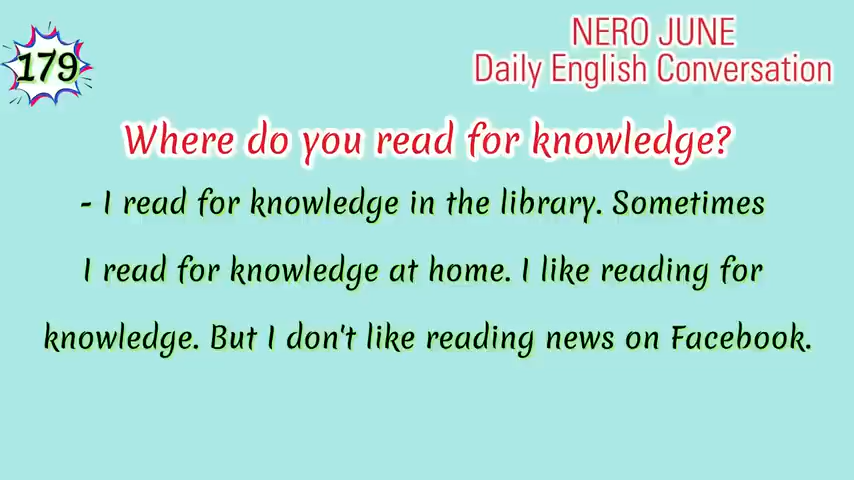 179
NERO JUNE
Daily English Conversation
Where do you read for knowledge?
- I read for knowledge in the library. Sometimes
I read for knowledge at home. I like reading for
knowledge. But I don't like reading news on Facebook.